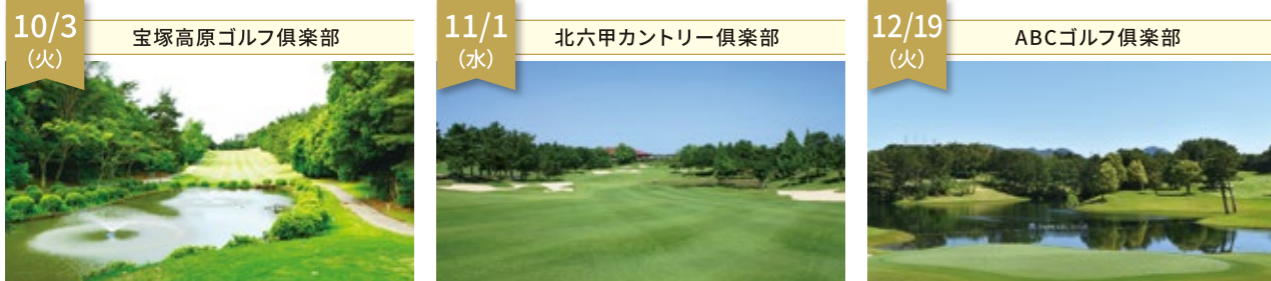 10/3
（火）
宝塚高原ゴルフ倶楽部
11/1
（水）
北六甲カントリー倶楽部
12/19
（火）
ABCゴルフ倶楽部